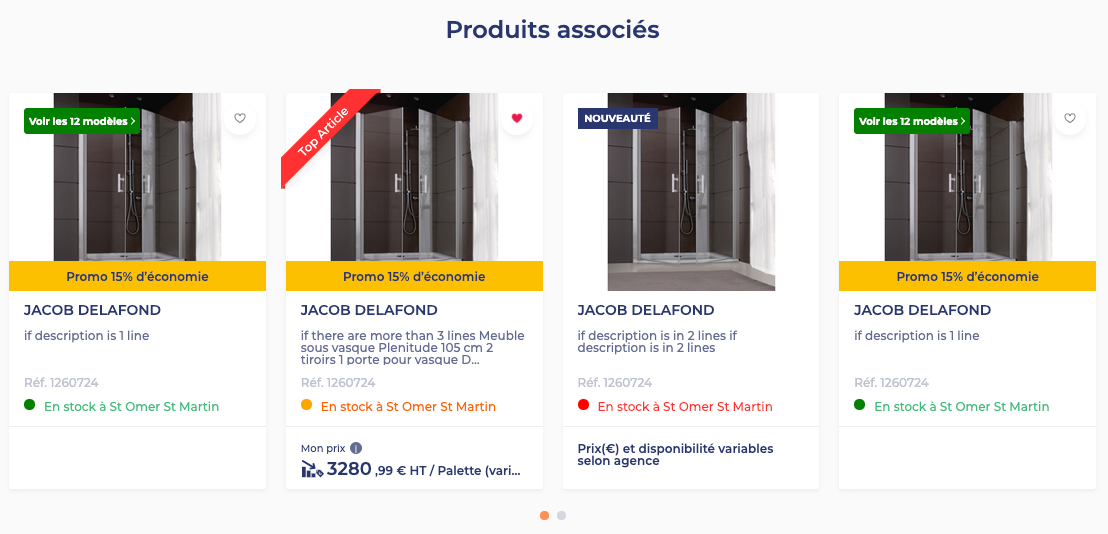 Produits associés
Voir les 12 modèles >
Promo 15% d'économie
JACOB DELAFOND
if description is 1 line
Réf. 1260724
En stock à St Omer St Martin
Top Article
Promo 15% d'économie
JACOB DELAFOND
if there are more than 3 lines Meuble
sous vasque Plenitude 105 cm 2
tiroirs 1 porte pour vasque D...
Réf. 1260724
En stock à St Omer St Martin
Mon prix i
3280 ,99 € HT / Palette (vari...
NOUVEAUTÉ
JACOB DELAFOND
if description is in 2 lines if
description is in 2 lines
Réf. 1260724
En stock à St Omer St Martin
Prix(€) et disponibilité variables
selon agence
Voir les 12 modèles >
Promo 15% d'économie
JACOB DELAFOND
if description is 1 line
Réf. 1260724
En stock à St Omer St Martin